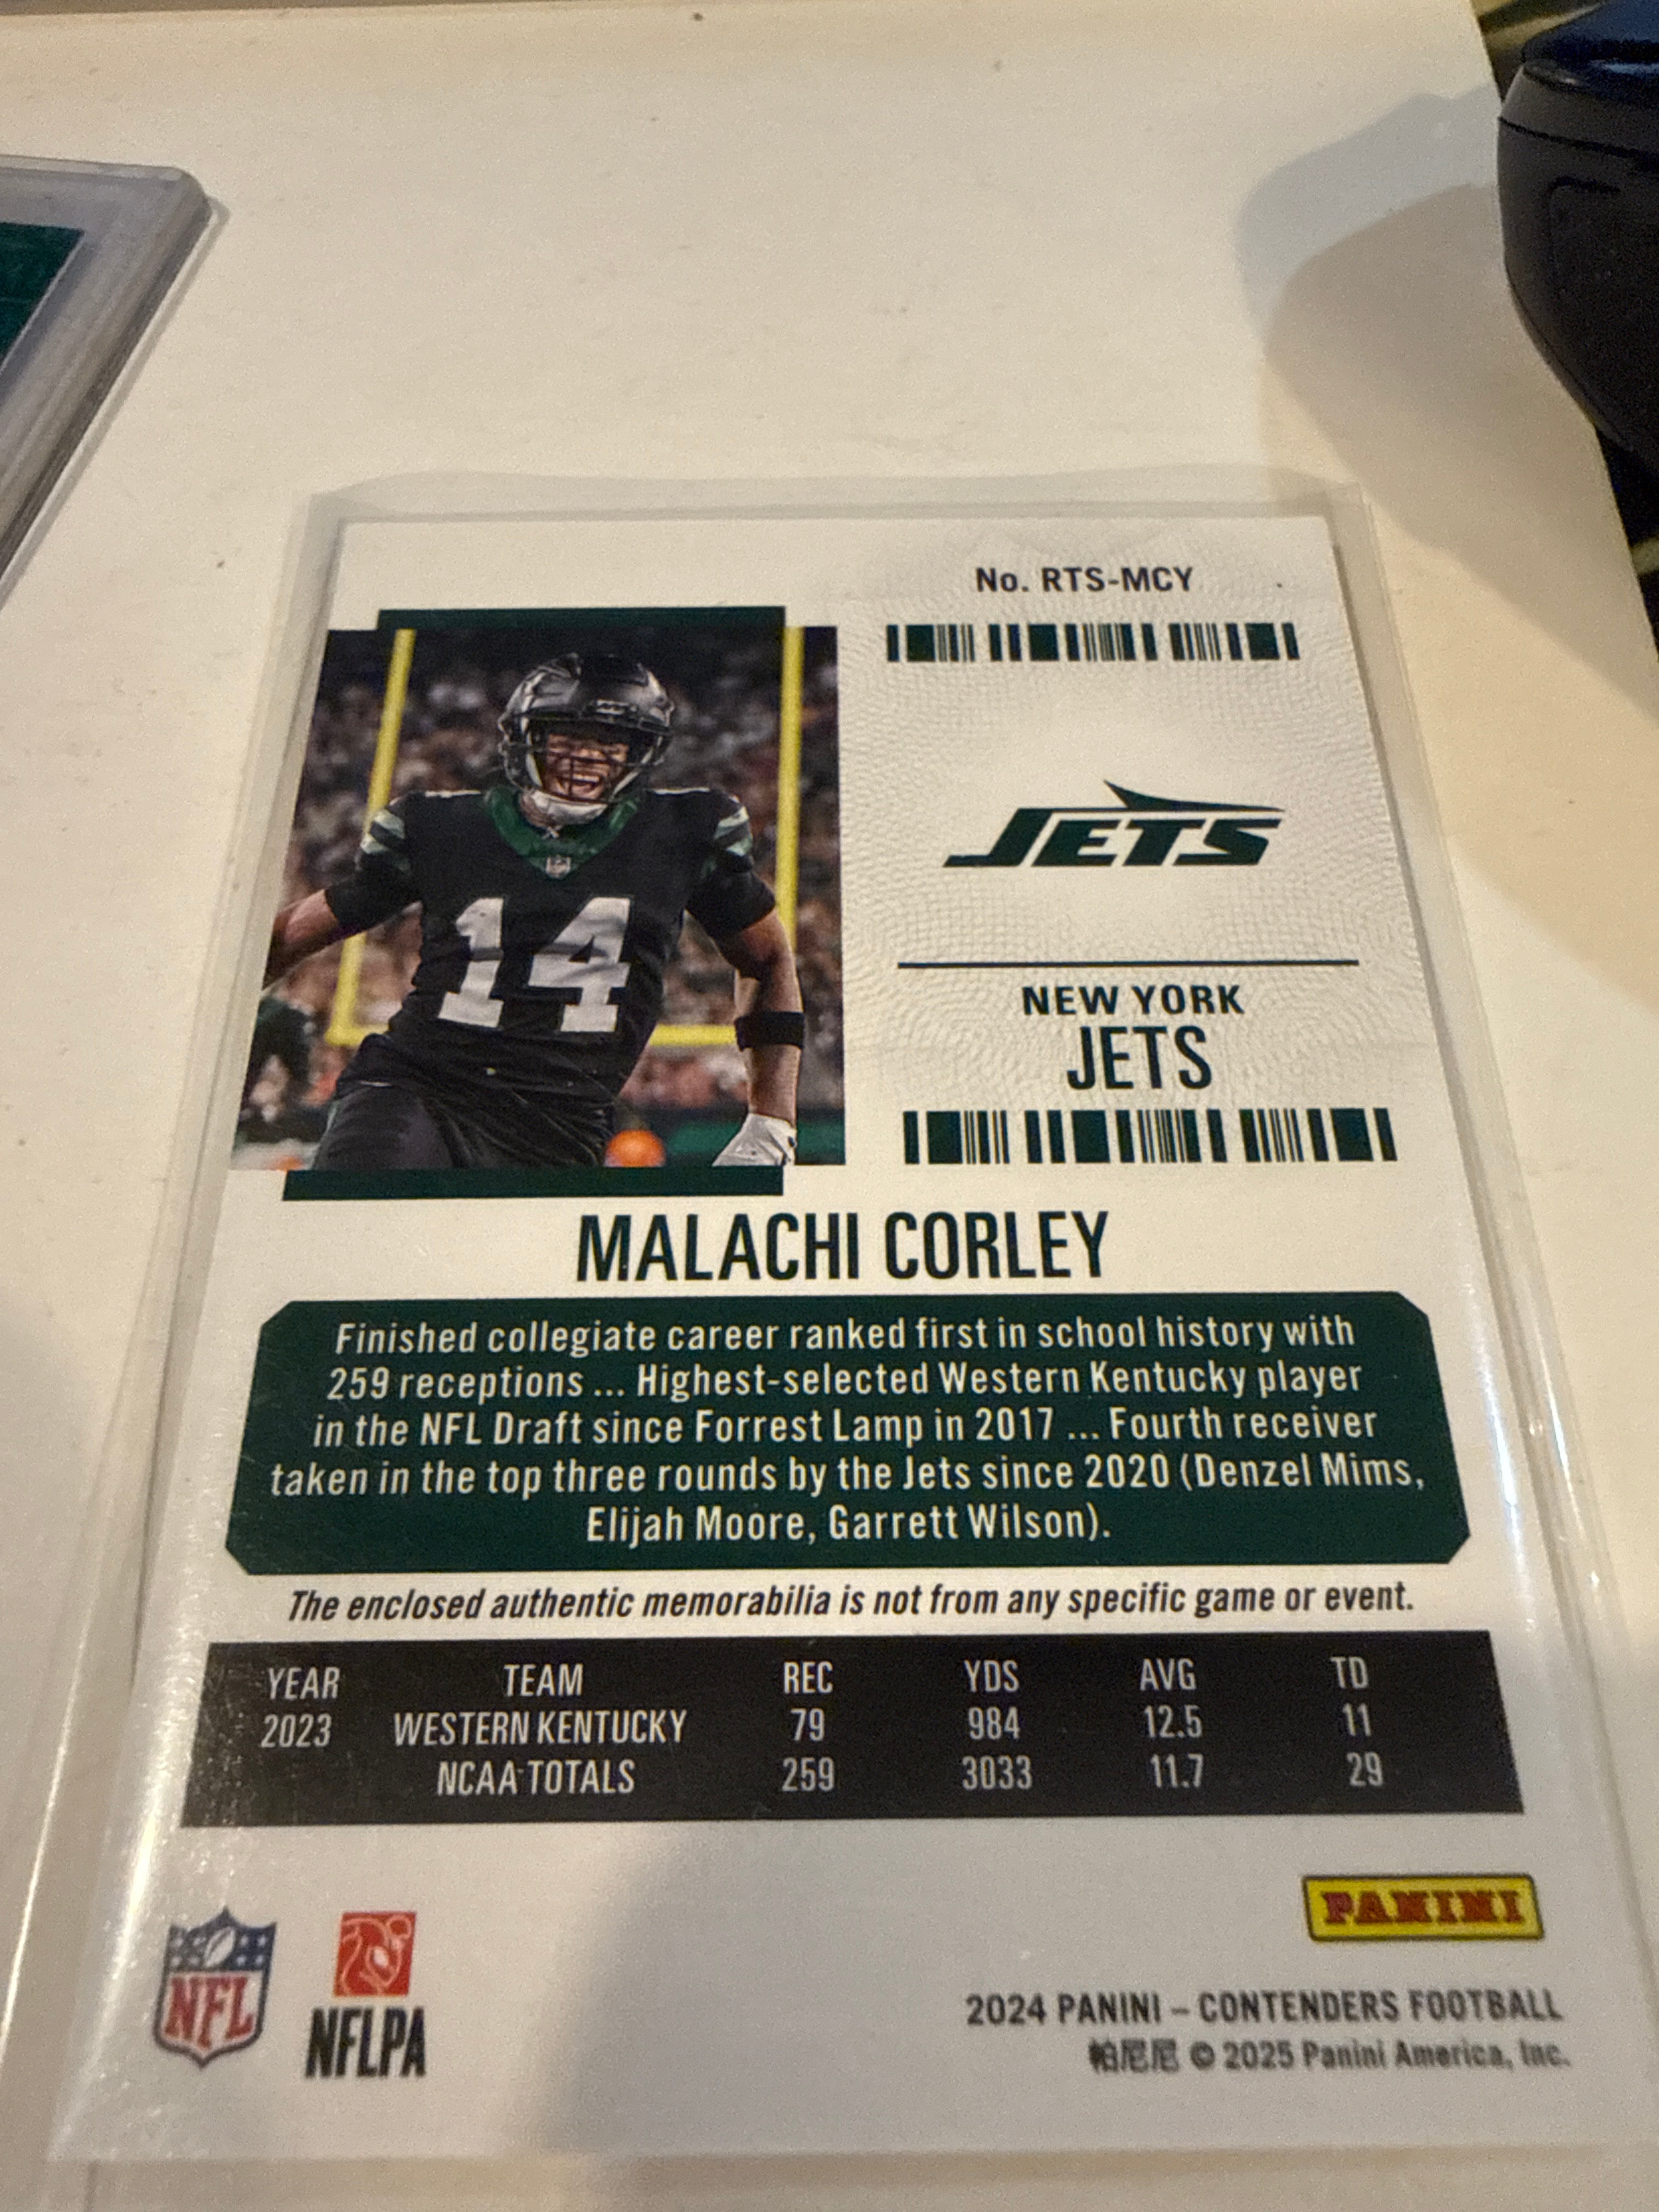 No. RTS-MCY
JETS
NEW YORK
JETS
14
MALACHI CORLEY
Finished collegiate career ranked first in school history with
259 receptions ... Highest-selected Western Kentucky player
in the NFL Draft since Forrest Lamp in 2017 ... Fourth receiver
taken in the top three rounds by the Jets since 2020 (Denzel Mims,
Elijah Moore, Garrett Wilson).
The enclosed authentic memorabilia is not from any specific game or event.
YEAR TEAM REC YDS AVG TD
2023 WESTERN KENTUCKY 79 984 12.5 11
NCAA TOTALS 259 3033 11.7 29
PANINI
NFL
NFLPA
2024 PANINI – CONTENDERS FOOTBALL
帕尼尼 © 2025 Panini America, Inc.